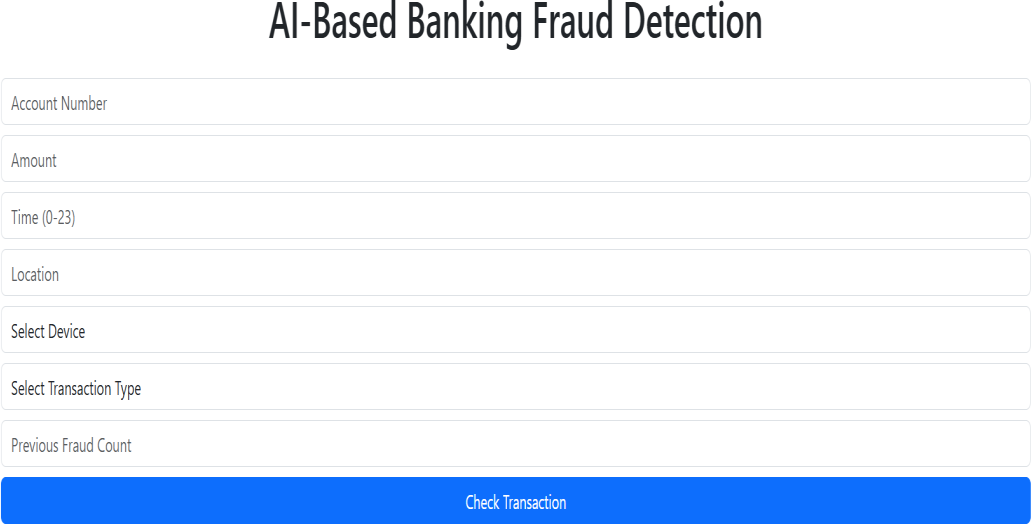 AI-Based Banking Fraud Detection
Account Number
Amount
Time (0-23)
Location
Select Device
Select Transaction Type
Previous Fraud Count
Check Transaction